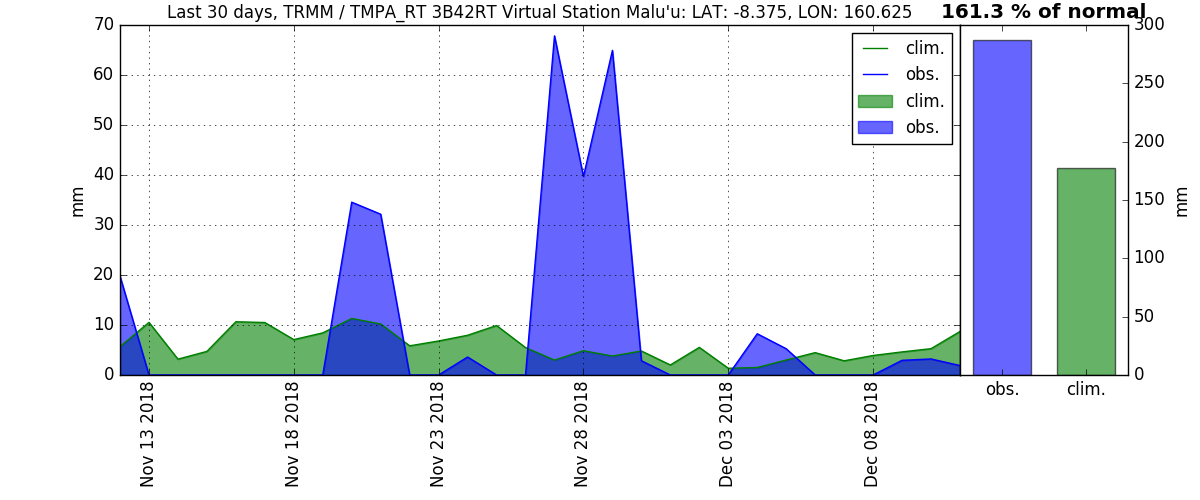 Last 30 days, TRMM / TMPA_RT 3B42RT Virtual Station Malu'u: LAT: -8.375, LON: 160.625
161.3 % of normal
70
60
50
40
30
20
10
0
mm
clim.
obs.
clim.
obs.
Nov 13 2018
Nov 18 2018
Nov 23 2018
Nov 28 2018
Dec 03 2018
Dec 08 2018
300
250
200
150
100
50
0
mm
obs.
clim.